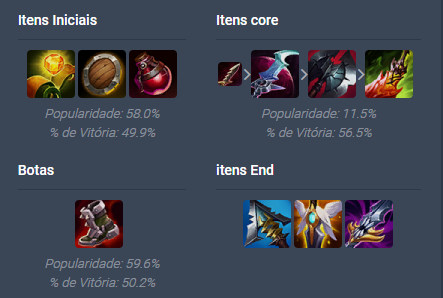 Itens Iniciais
Popularidade: 58.0%
% de Vitória: 49.9%
Itens core
Popularidade: 11.5%
% de Vitória: 56.5%
Botas
Popularidade: 59.6%
% de Vitória: 50.2%
itens End